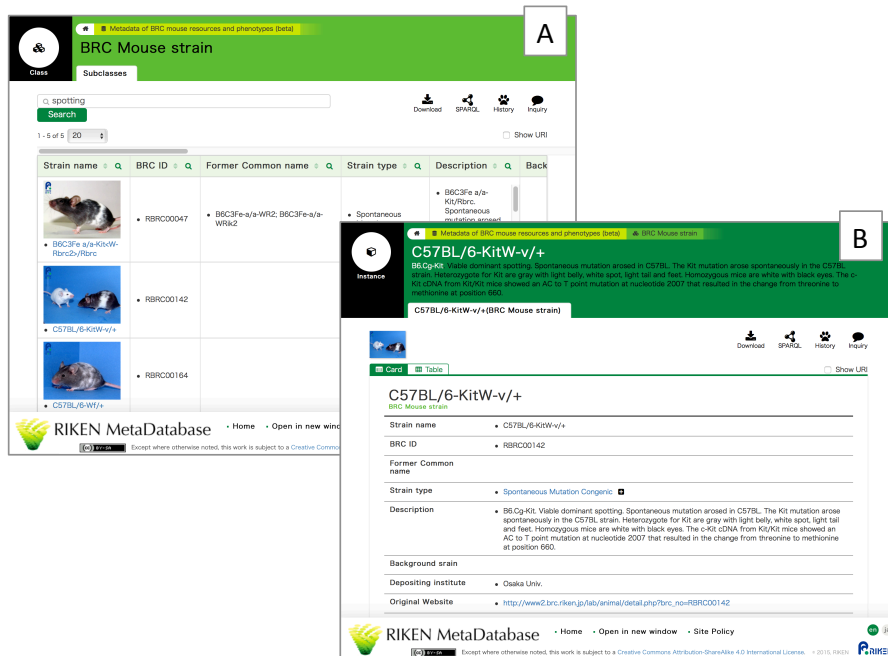 A
Metadata of BRC mouse resources and phenotypes (beta)
BRC Mouse strain
Class
Subclasses
spotting
Search
Download
SPARQL
History
Inquiry
1 - 5 of 5
20
Show URI
Strain name
BRC ID
Former Common name
Strain type
Description
Back
B6C3Fe a/a-Kit<W-
Rbrc2>/Rbrc
RBRC00047
B6C3Fe-a/a-WR2; B6C3Fe-a/a-
WRik2
Spontaneous
B6C3Fe a/a-
Kit/Rbrc.
Spontaneous
mutation arosed
C57BL/6-KitW-v/+
RBRC00142
C57BL/6-Wf/+
RBRC00164
RIKEN MetaDatabase
Home
Open in new wind
BY-SA
Except where otherwise noted, this work is subject to a Creative Commo
B
Metadata of BRC mouse resources and phenotypes (beta)
BRC Mouse strain
Instance
C57BL/6-KitW-v/+
B6.Cg-Kit. Viable dominant spotting. Spontaneous mutation arosed in C57BL. The Kit mutation arose spontaneously in the C57BL
strain. Heterozygote for Kit are gray with light belly, white spot, light tail and feet. Homozygous mice are white with black eyes. The c-
Kit cDNA from Kit/Kit mice showed an AC to T point mutation at nucleotide 2007 that resulted in the change from threonine to
methionine at position 660.
C57BL/6-KitW-v/+(BRC Mouse strain)
Download
SPARQL
History
Inquiry
Card
Table
Show URI
C57BL/6-KitW-v/+
BRC Mouse strain
Strain name
C57BL/6-KitW-v/+
BRC ID
RBRC00142
Former Common
name
Strain type
Spontaneous Mutation Congenic
Description
B6.Cg-Kit. Viable dominant spotting. Spontaneous mutation arosed in C57BL. The Kit mutation arose
spontaneously in the C57BL strain. Heterozygote for Kit are gray with light belly, white spot, light tail
and feet. Homozygous mice are white with black eyes. The c-Kit cDNA from Kit/Kit mice showed an
AC to T point mutation at nucleotide 2007 that resulted in the change from threonine to methionine
at position 660.
Background srain
Depositing institute
Osaka Univ.
Original Website
http://www2.brc.riken.jp/lab/animal/detail.php?brc_no=RBRC00142
RIKEN MetaDatabase
Home
Open in new window
Site Policy
en
BY-SA
Except where otherwise noted, this work is subject to a Creative Commons Attribution-ShareAlike 4.0 International License.
© 2015, RIKEN
RIKEN